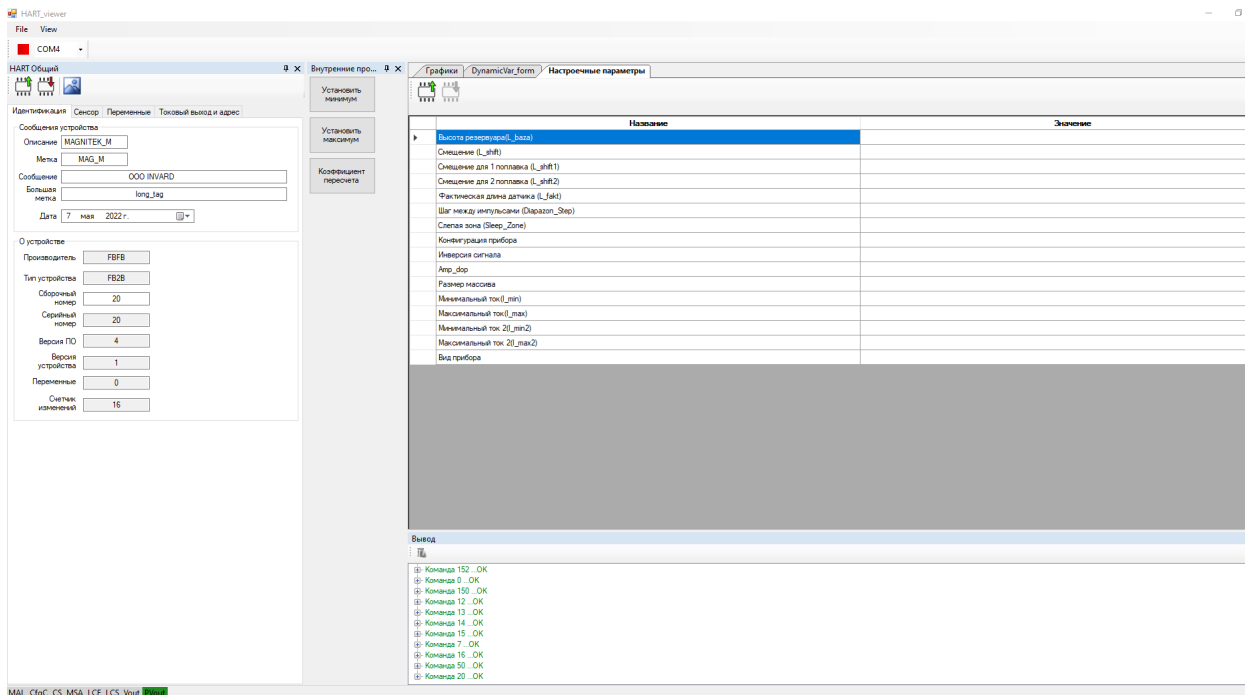 HART_viewer
File View
COM4
HART Общий
Идентификация Сенсор Переменные Токовый выход и адрес
Сообщения устройства
Описание MAGNITEK_M
Метка MAG_M
Сообщение ООО INVARD
Большая метка long_tag
Дата 7 мая 2022 г.
О устройстве
Производитель FBFB
Тип устройства FB2B
Сборочный номер 20
Серийный номер 20
Версия ПО 4
Версия устройства 1
Переменные 0
Счетчик изменений 16
Внутренние про...
Установить минимум
Установить максимум
Коэффициент пересчета
Графики DynamicVar_form Настроечные параметры
Название Значение
Высота резервуара(L_baza)
Смещение (L_shift)
Смещение для 1 поплавка (L_shift1)
Смещение для 2 поплавка (L_shift2)
Фактическая длина датчика (L_fakt)
Шаг между импульсами (Diapazon_Step)
Слепая зона (Sleep_Zone)
Конфигурация прибора
Инверсия сигнала
Amp_dop
Размер массива
Минимальный ток(I_min)
Максимальный ток(I_max)
Минимальный ток 2(I_min2)
Максимальный ток 2(I_max2)
Вид прибора
Вывод
Команда 152 ...OK
Команда 0 ...OK
Команда 150 ...OK
Команда 12 ...OK
Команда 13 ...OK
Команда 14 ...OK
Команда 15 ...OK
Команда 7 ...OK
Команда 16 ...OK
Команда 50 ...OK
Команда 20 ...OK
MAL CfgC CS MSA LCF LCS Vout PVout